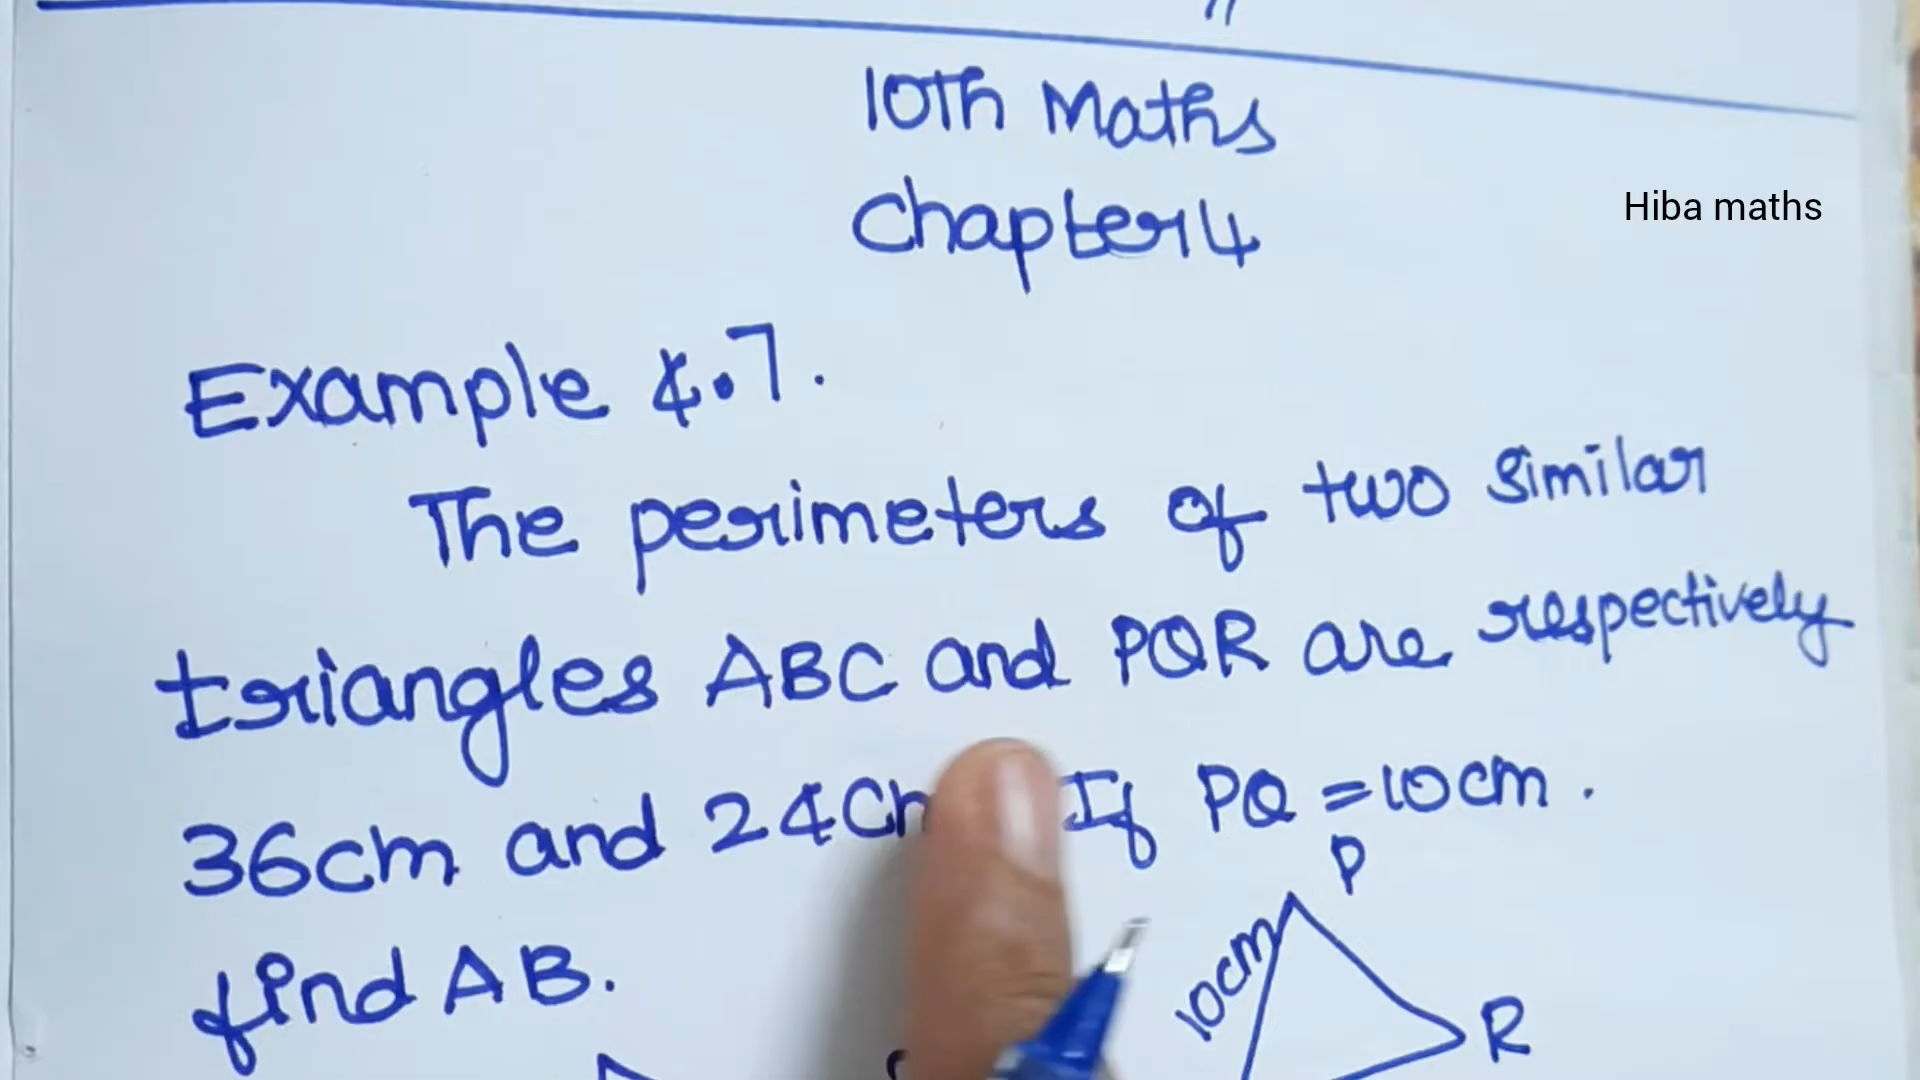 10Th Maths
Chapter 4
Hiba maths
Example 4.7.
The perimeters of two similar
triangles ABC and PQR are respectively
36cm and 24 If PQ = 10cm.
P
find AB.
10cm
R